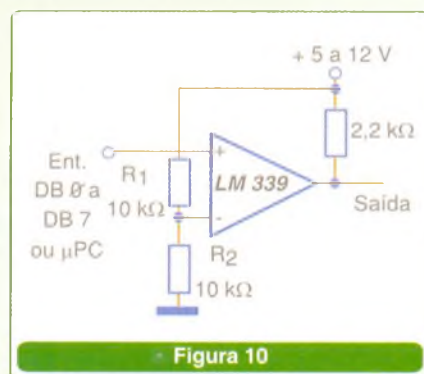 + 5 a 12 V
2,2 kΩ
Ent.
DB 0 a
DB 7
ou µPC
R1
10 kΩ
+
-
LM 339
Saída
R2
10 kΩ
Figura 10